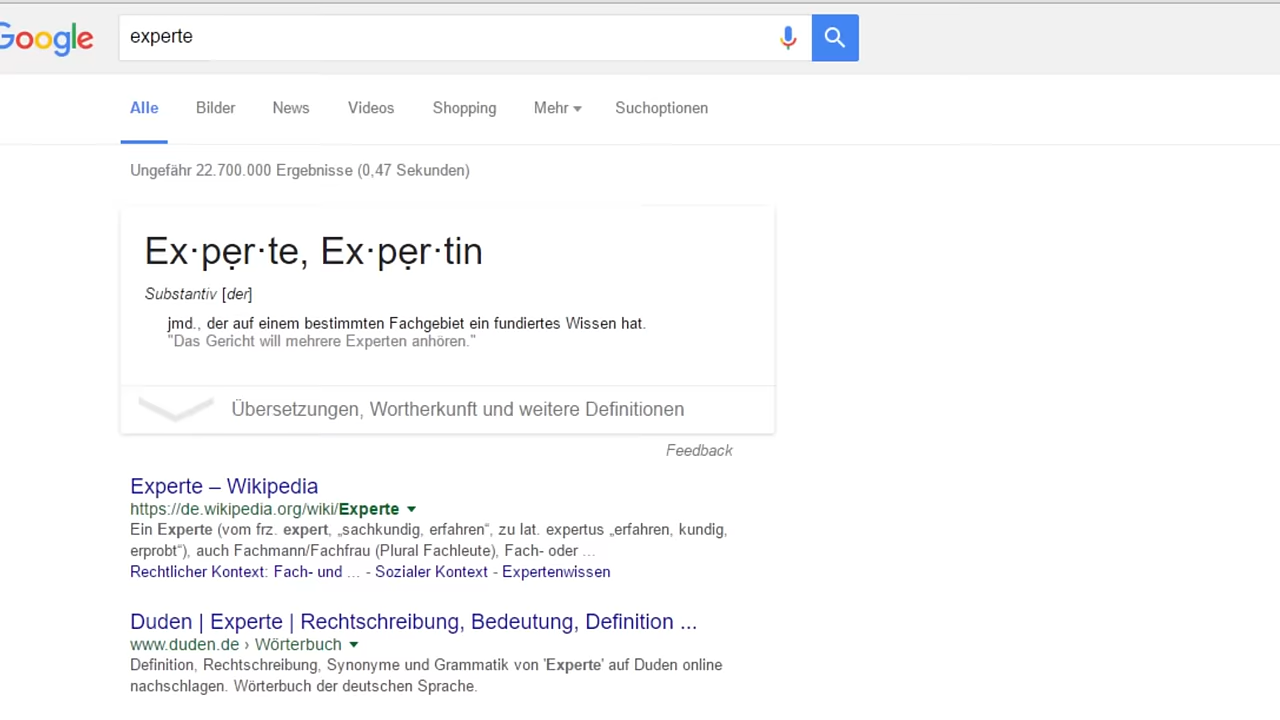 Google experte
Alle Bilder News Videos Shopping Mehr Suchoptionen
Ungefähr 22.700.000 Ergebnisse (0,47 Sekunden)
Ex·pẹr·te, Ex·pẹr·tin
Substantiv [der]
jmd., der auf einem bestimmten Fachgebiet ein fundiertes Wissen hat.
"Das Gericht will mehrere Experten anhören."
Übersetzungen, Wortherkunft und weitere Definitionen
Feedback
Experte – Wikipedia
https://de.wikipedia.org/wiki/Experte
Ein Experte (vom frz. expert, „sachkundig, erfahren“, zu lat. expertus „erfahren, kundig,
erprobt“), auch Fachmann/Fachfrau (Plural Fachleute), Fach- oder ...
Rechtlicher Kontext: Fach- und ... - Sozialer Kontext - Expertenwissen
Duden | Experte | Rechtschreibung, Bedeutung, Definition ...
www.duden.de › Wörterbuch
Definition, Rechtschreibung, Synonyme und Grammatik von 'Experte' auf Duden online
nachschlagen. Wörterbuch der deutschen Sprache.